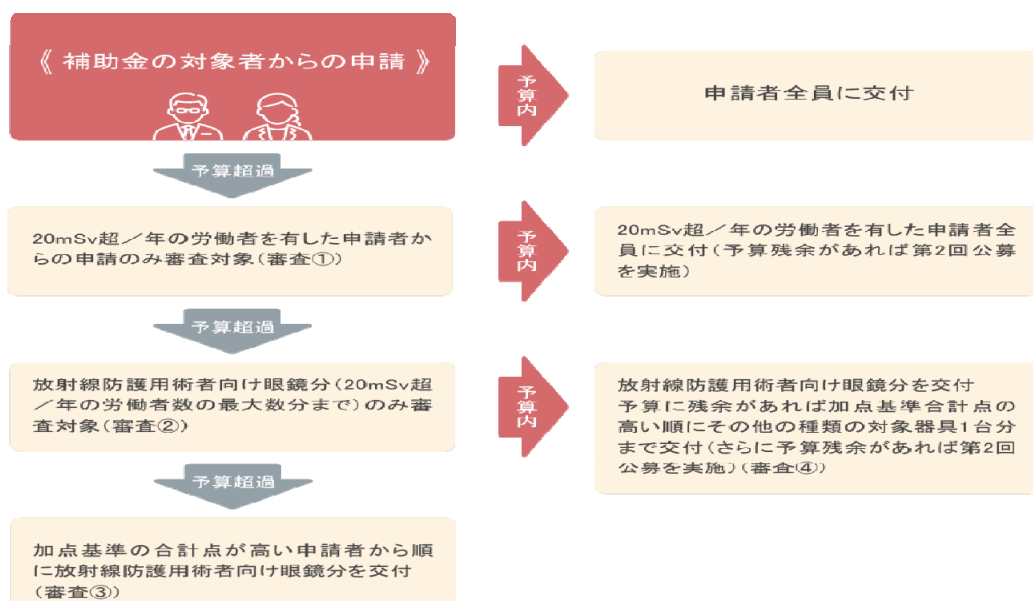 《 補助金の対象者からの申請 》
予算内
申請者全員に交付
予算超過
20mSv超／年の労働者を有した申請者か
らの申請のみ審査対象(審査①)
予算内
20mSv超／年の労働者を有した申請者全
員に交付(予算残余があれば第2回公募
を実施)
予算超過
放射線防護用術者向け眼鏡分(20mSv超
／年の労働者数の最大数分まで)のみ審
査対象(審査②)
予算内
放射線防護用術者向け眼鏡分を交付
予算に残余があれば加点基準合計点の
高い順にその他の種類の対象器具1台分
まで交付(さらに予算残余があれば第2回
公募を実施)(審査④)
予算超過
加点基準の合計点が高い申請者から順
に放射線防護用術者向け眼鏡分を交付
(審査③)